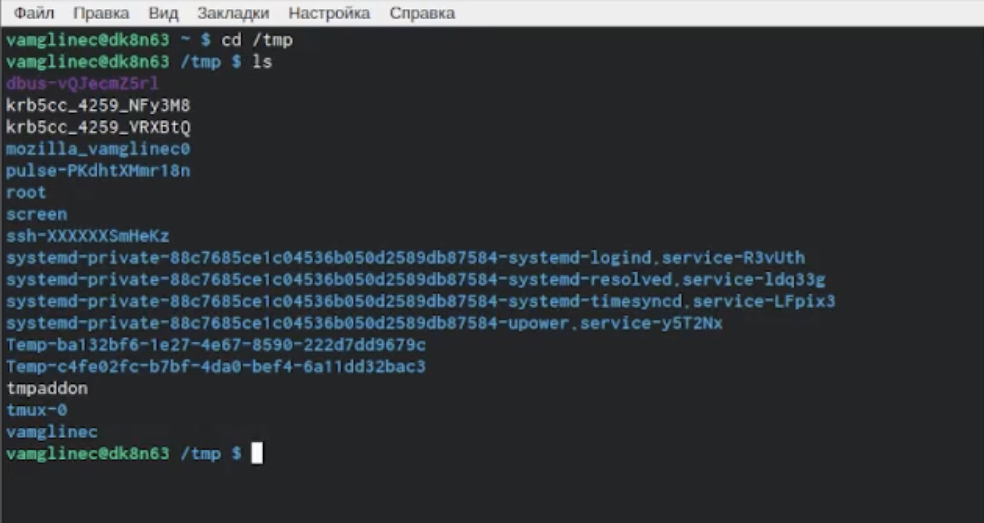 Файл Правка Вид Закладки Настройка Справка
vamglinec@dk8n63 ~ $ cd /tmp
vamglinec@dk8n63 /tmp $ ls
dbus-vQJecmZ5rl
krb5cc_4259_NFy3M8
krb5cc_4259_VRXBtQ
mozilla_vamglinec0
pulse-PKdhtXMmr18n
root
screen
ssh-XXXXXXSmHeKz
systemd-private-88c7685ce1c04536b050d2589db87584-systemd-logind.service-R3vUth
systemd-private-88c7685ce1c04536b050d2589db87584-systemd-resolved.service-ldq33g
systemd-private-88c7685ce1c04536b050d2589db87584-systemd-timesyncd.service-LFpix3
systemd-private-88c7685ce1c04536b050d2589db87584-upower.service-y5T2Nx
Temp-ba132bf6-1e27-4e67-8590-222d7dd9679c
Temp-c4fe02fc-b7bf-4da0-bef4-6a11dd32bac3
tmpaddon
tmux-0
vamglinec
vamglinec@dk8n63 /tmp $